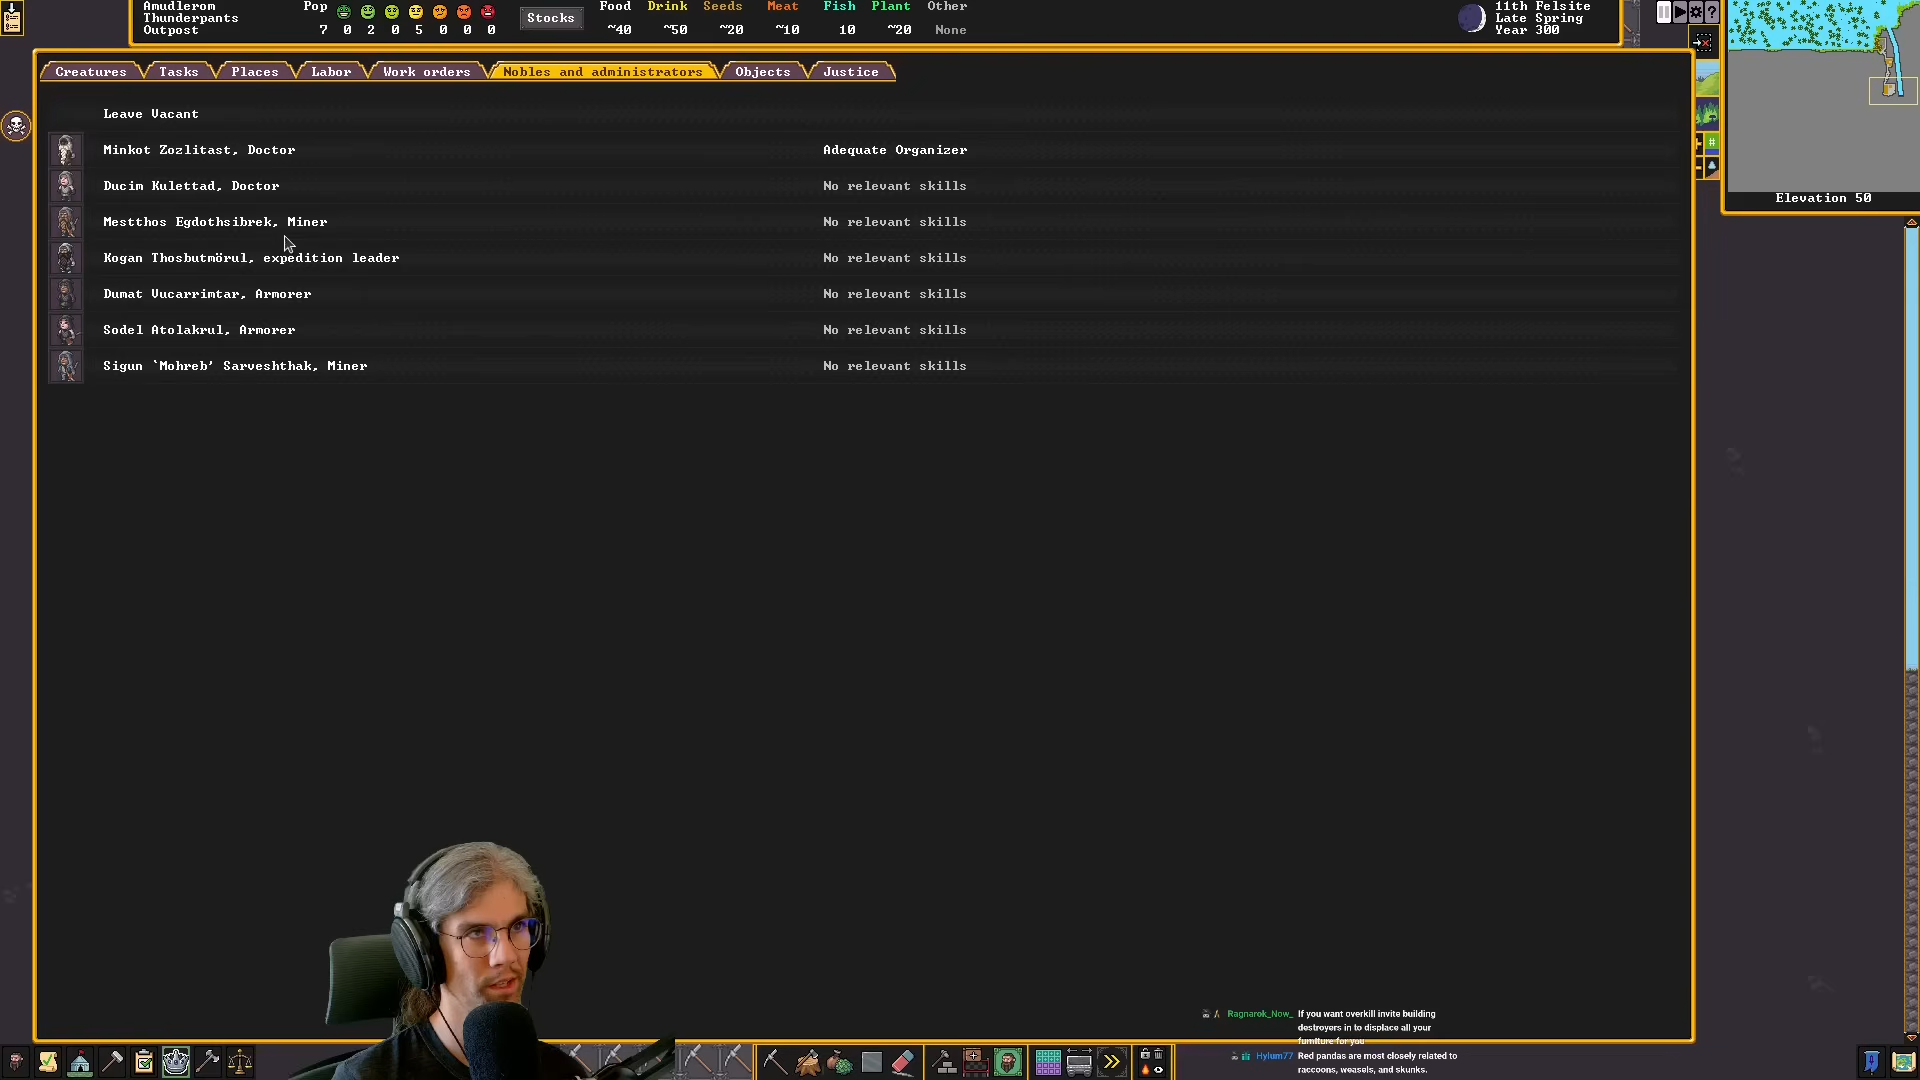 Amudlerom
Thunderpants
Outpost
Pop
7 0 2 0 5 0 0 0
Stocks
Food Drink Seeds Meat Fish Plant Other
~40 ~50 ~20 ~10 10 ~20 None
11th Felsite
Late Spring
Year 300
Creatures Tasks Places Labor Work orders Nobles and administrators Objects Justice
Leave Vacant
Minkot Zozlitast, Doctor Adequate Organizer
Ducim Kulettad, Doctor No relevant skills
Mestthos Egdothsibrek, Miner No relevant skills
Kogan Thosbutmörul, expedition leader No relevant skills
Dumat Vucarrimtar, Armorer No relevant skills
Sodel Atolakrul, Armorer No relevant skills
Sigun `Mohreb' Sarveshthak, Miner No relevant skills
Elevation 50
Ragnarok_Now_ If you want overkill invite building
destroyers in to displace all your
furniture for you
Hylum77 Red pandas are most closely related to
raccoons, weasels, and skunks.